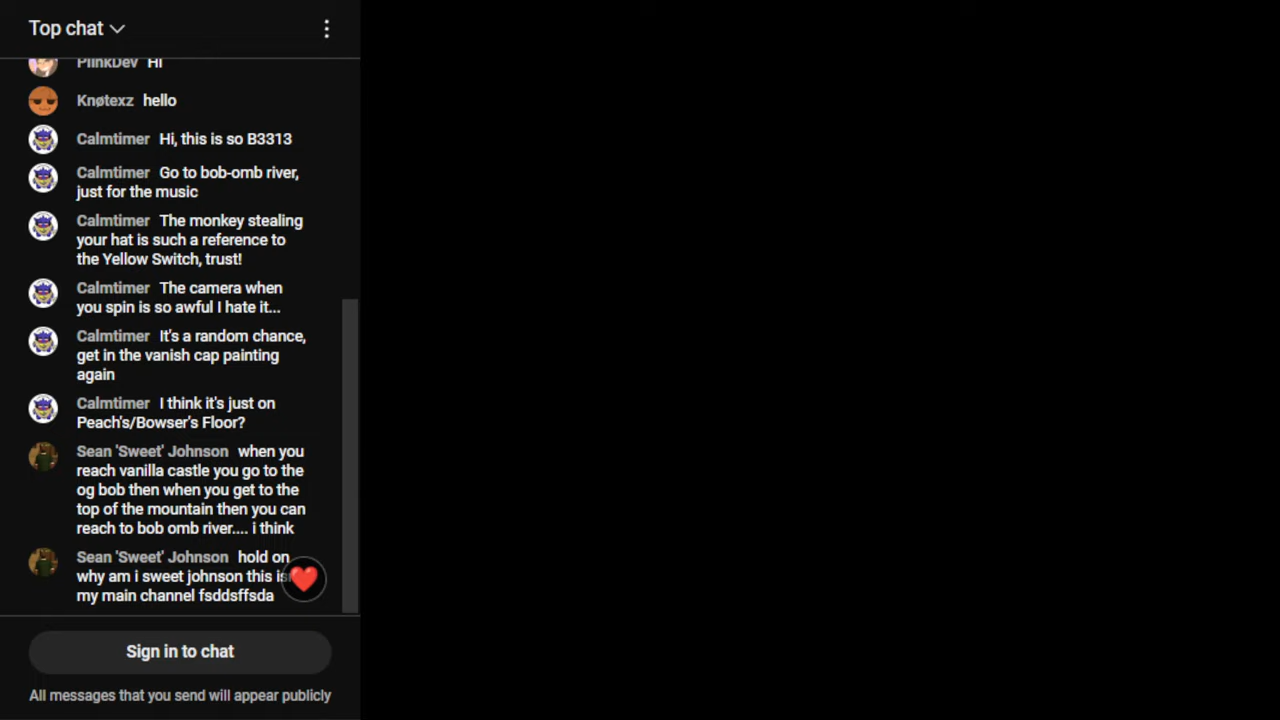 Top chat
PlinkDev Hi
Knøtexz hello
Calmtimer Hi, this is so B3313
Calmtimer Go to bob-omb river,
just for the music
Calmtimer The monkey stealing
your hat is such a reference to
the Yellow Switch, trust!
Calmtimer The camera when
you spin is so awful I hate it...
Calmtimer It's a random chance,
get in the vanish cap painting
again
Calmtimer I think it's just on
Peach's/Bowser's Floor?
Sean 'Sweet' Johnson when you
reach vanilla castle you go to the
og bob then when you get to the
top of the mountain then you can
reach to bob omb river.... i think
Sean 'Sweet' Johnson hold on
why am i sweet johnson this
my main channel fsddsffsda
Sign in to chat
All messages that you send will appear publicly